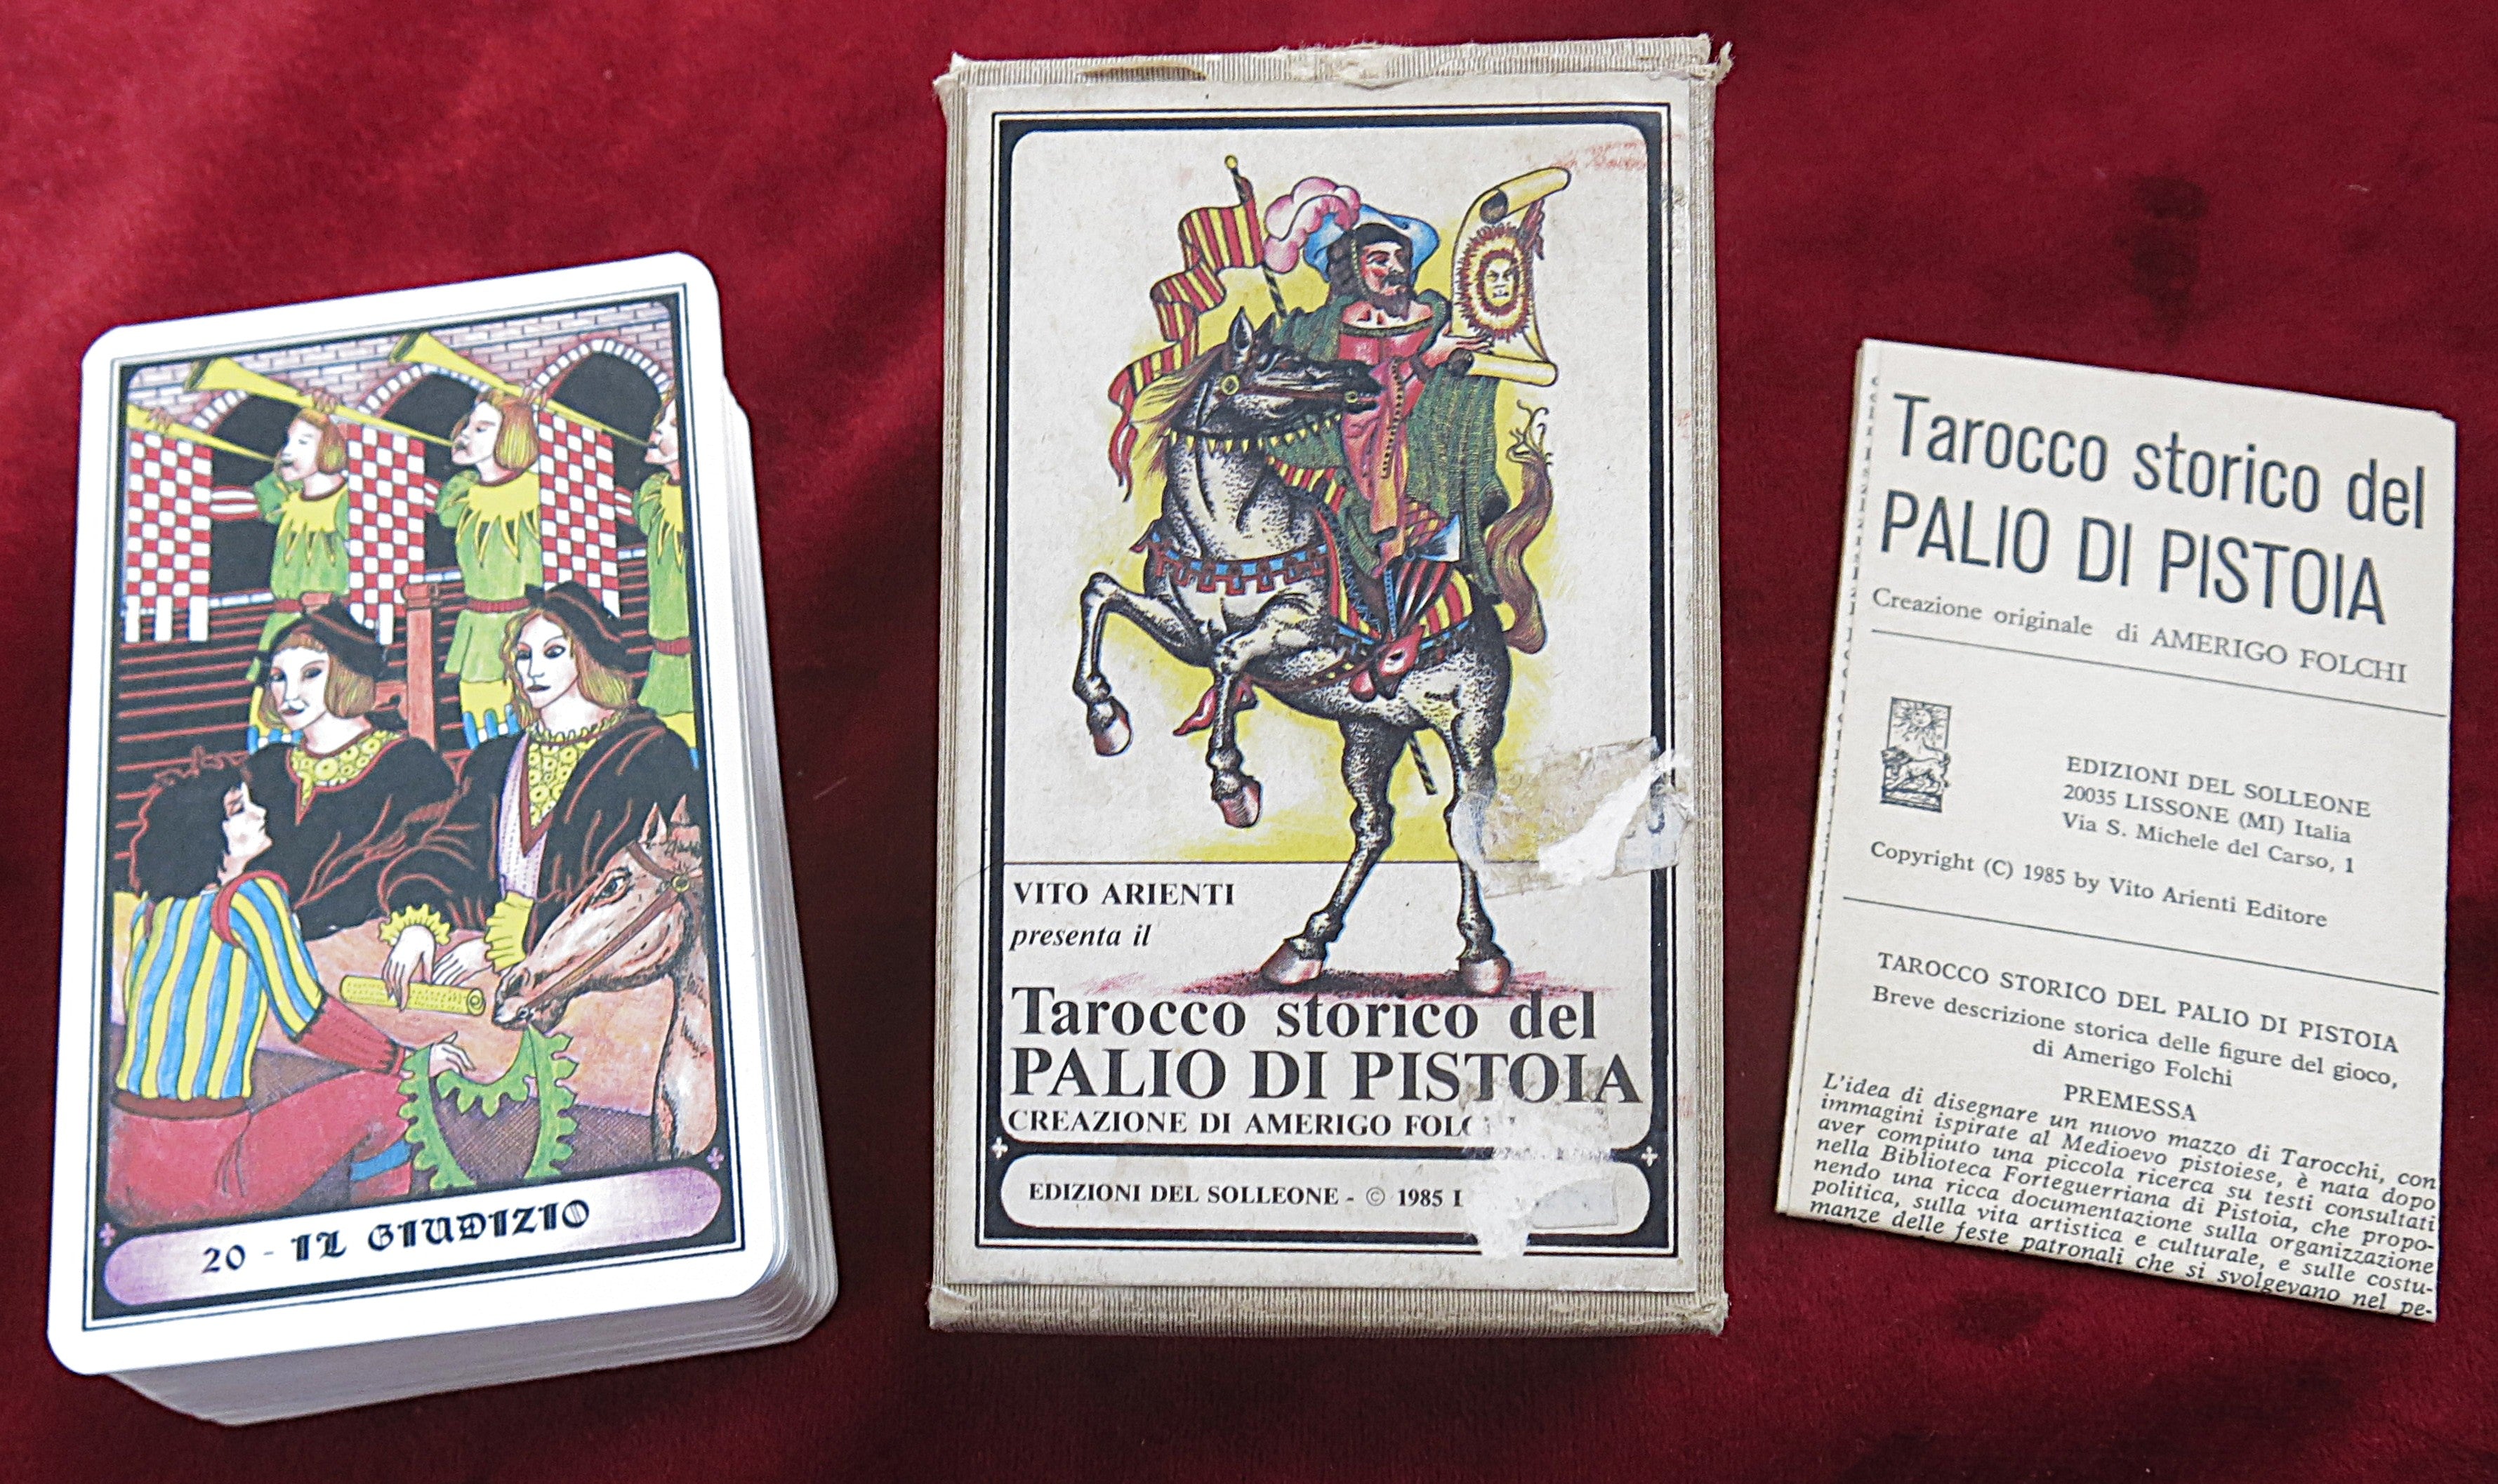 20 - IL GIUDIZIO
VITO ARIENTI
presenta il
Tarocco storico del
PALIO DI PISTOIA
CREAZIONE DI AMERIGO
EDIZIONI DEL SOLLEONE - © 1985
Tarocco storico del
PALIO DI PISTOIA
Creazione originale di AMERIGO FOLCHI
EDIZIONI DEL SOLLEONE
20035 LISSONE (MI) Italia
Via S. Michele del Carso, 1
Copyright (C) 1985 by Vito Arienti Editore
TAROCCO STORICO DEL PALIO DI PISTOIA
Breve descrizione storica delle figure del gioco,
di Amerigo Folchi
PREMESSA
L'idea di disegnare un nuovo mazzo di Tarocchi, con
immagini ispirate al Medioevo pistoiese, è nata dopo
aver compiuto una piccola ricerca su testi consultati
nella Biblioteca Forteguerriana di Pistoia, che propo-
nendo una ricca documentazione sulla organizzazione
politica, sulla vita artistica e culturale, e sulle costu-
manze delle feste patronali che si svolgevano nel pe-